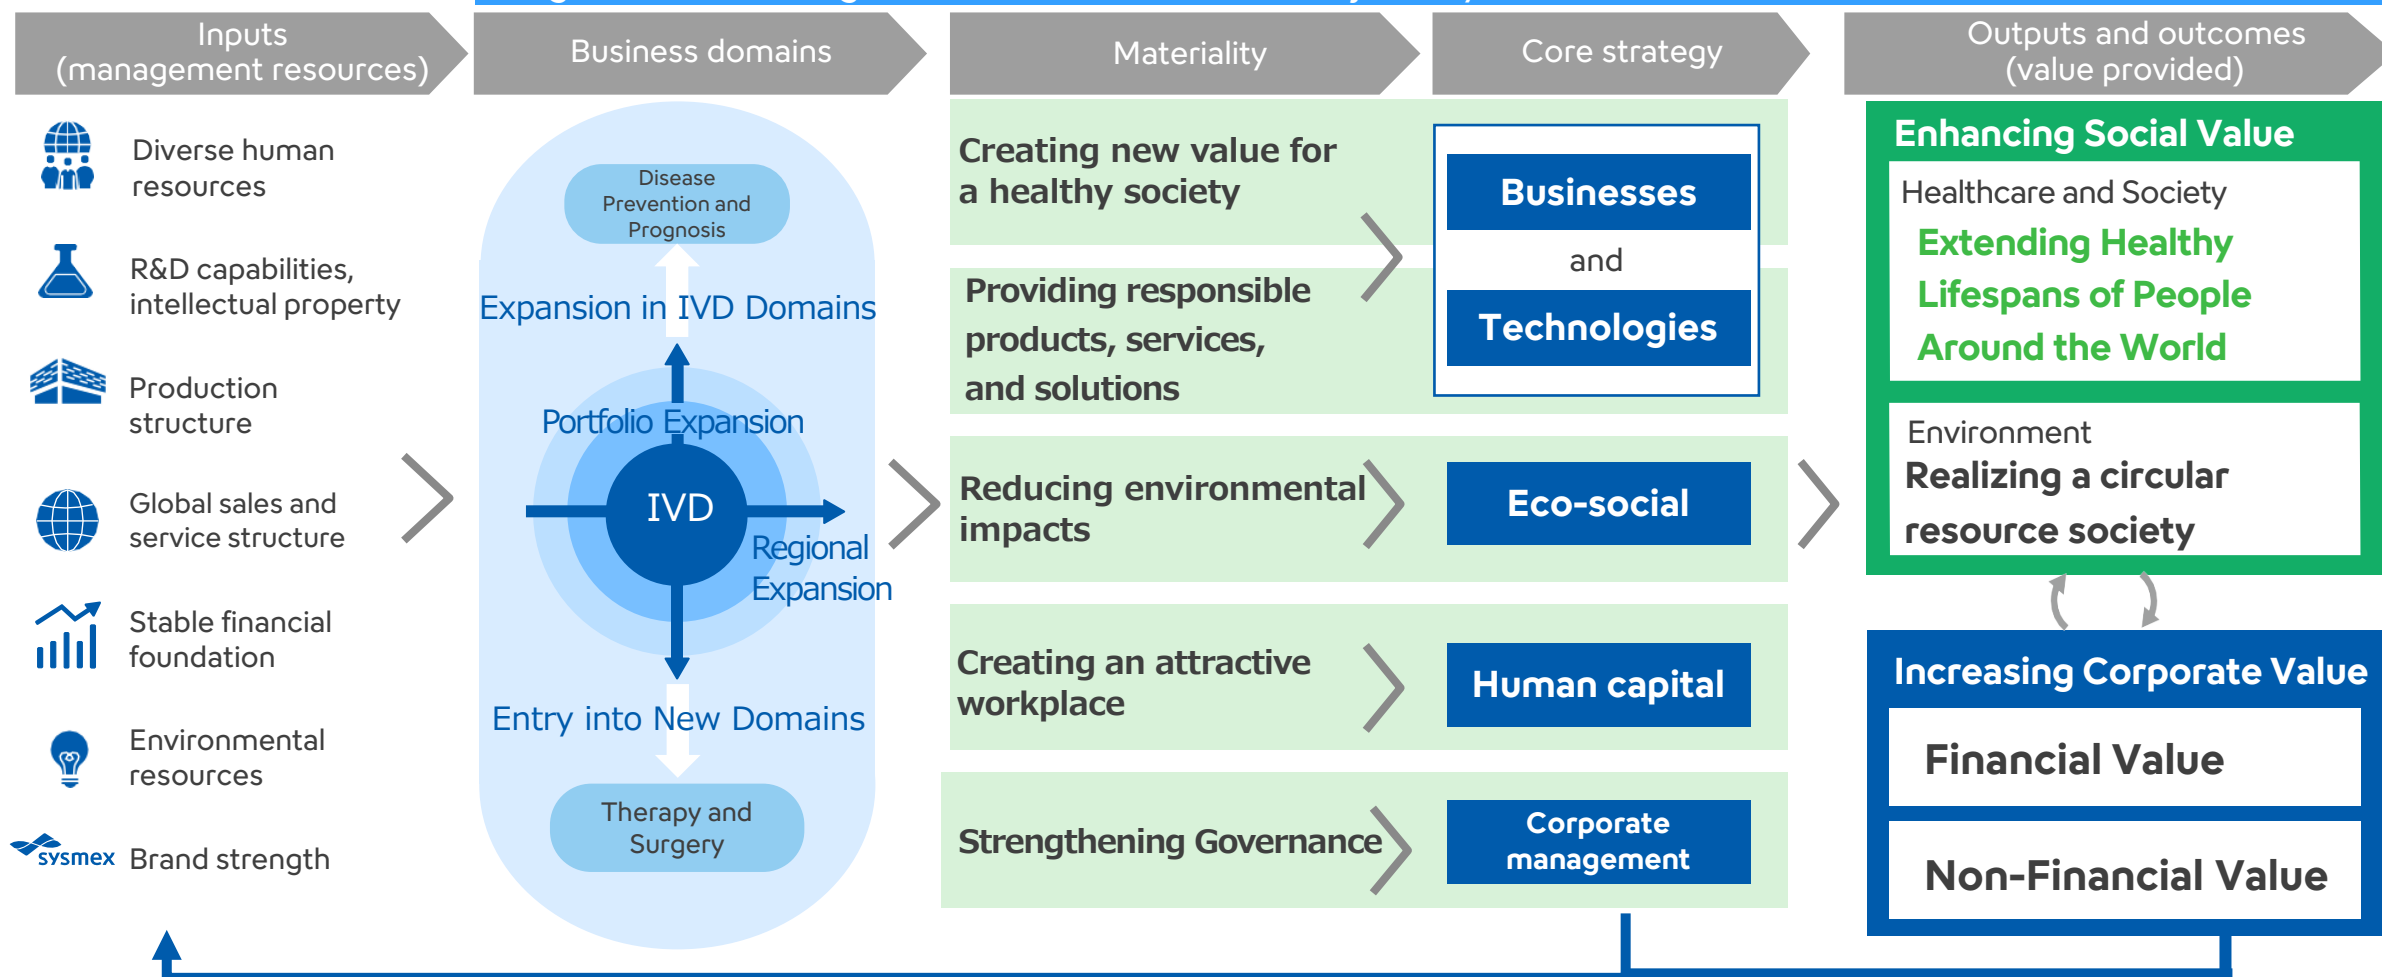 Inputs
(management resources)
Business domains
Materiality
Core strategy
Outputs and outcomes
(value provided)
Diverse human
resources
R&D capabilities,
intellectual property
Production
structure
Global sales and
service structure
Stable financial
foundation
Environmental
resources
sysmex
Brand strength
Disease
Prevention and
Prognosis
Expansion in IVD Domains
Portfolio Expansion
IVD
Regional
Expansion
Entry into New Domains
Therapy and
Surgery
Creating new value for
a healthy society
Providing responsible
products, services,
and solutions
Reducing environmental
impacts
Creating an attractive
workplace
Strengthening Governance
Businesses
and
Technologies
Eco-social
Human capital
Corporate
management
Enhancing Social Value
Healthcare and Society
Extending Healthy
Lifespans of People
Around the World
Environment
Realizing a circular
resource society
Increasing Corporate Value
Financial Value
Non-Financial Value